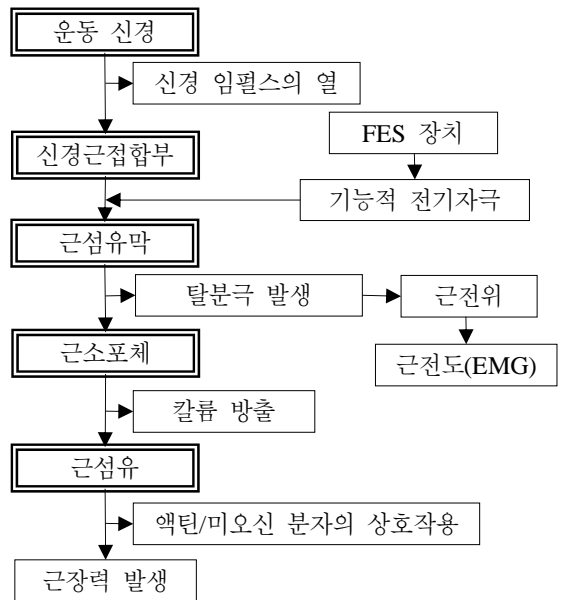 운동 신경
신경 임펄스의 열
FES 장치
신경근접합부
기능적 전기자극
근섬유막
탈분극 발생
근전위
근소포체
근전도(EMG)
칼륨 방출
근섬유
액틴/미오신 분자의 상호작용
근장력 발생